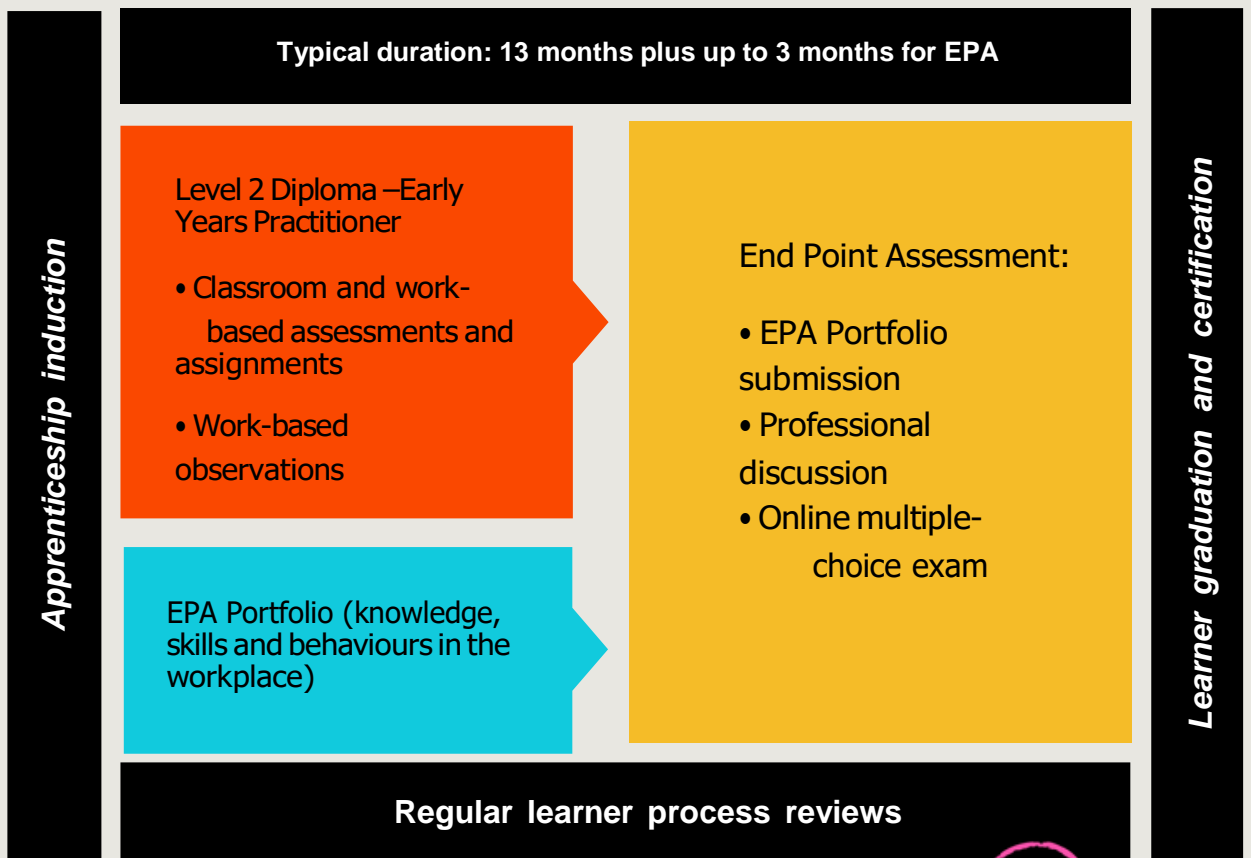 Typical duration: 13 months plus up to 3 months for EPA
Apprenticeship induction
Level 2 Diploma –Early
Years Practitioner
• Classroom and work-
based assessments and
assignments
• Work-based
observations
EPA Portfolio (knowledge,
skills and behaviours in the
workplace)
End Point Assessment:
• EPA Portfolio
submission
• Professional
discussion
• Online multiple-
choice exam
Learner graduation and certification
Regular learner process reviews